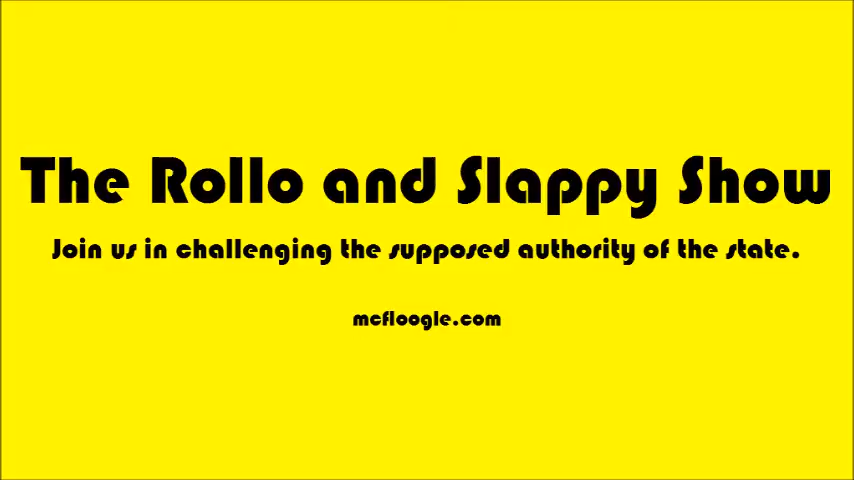 The Rollo and Slappy Show
Join us in challenging the supposed authority of the state.
mcfloogle.com